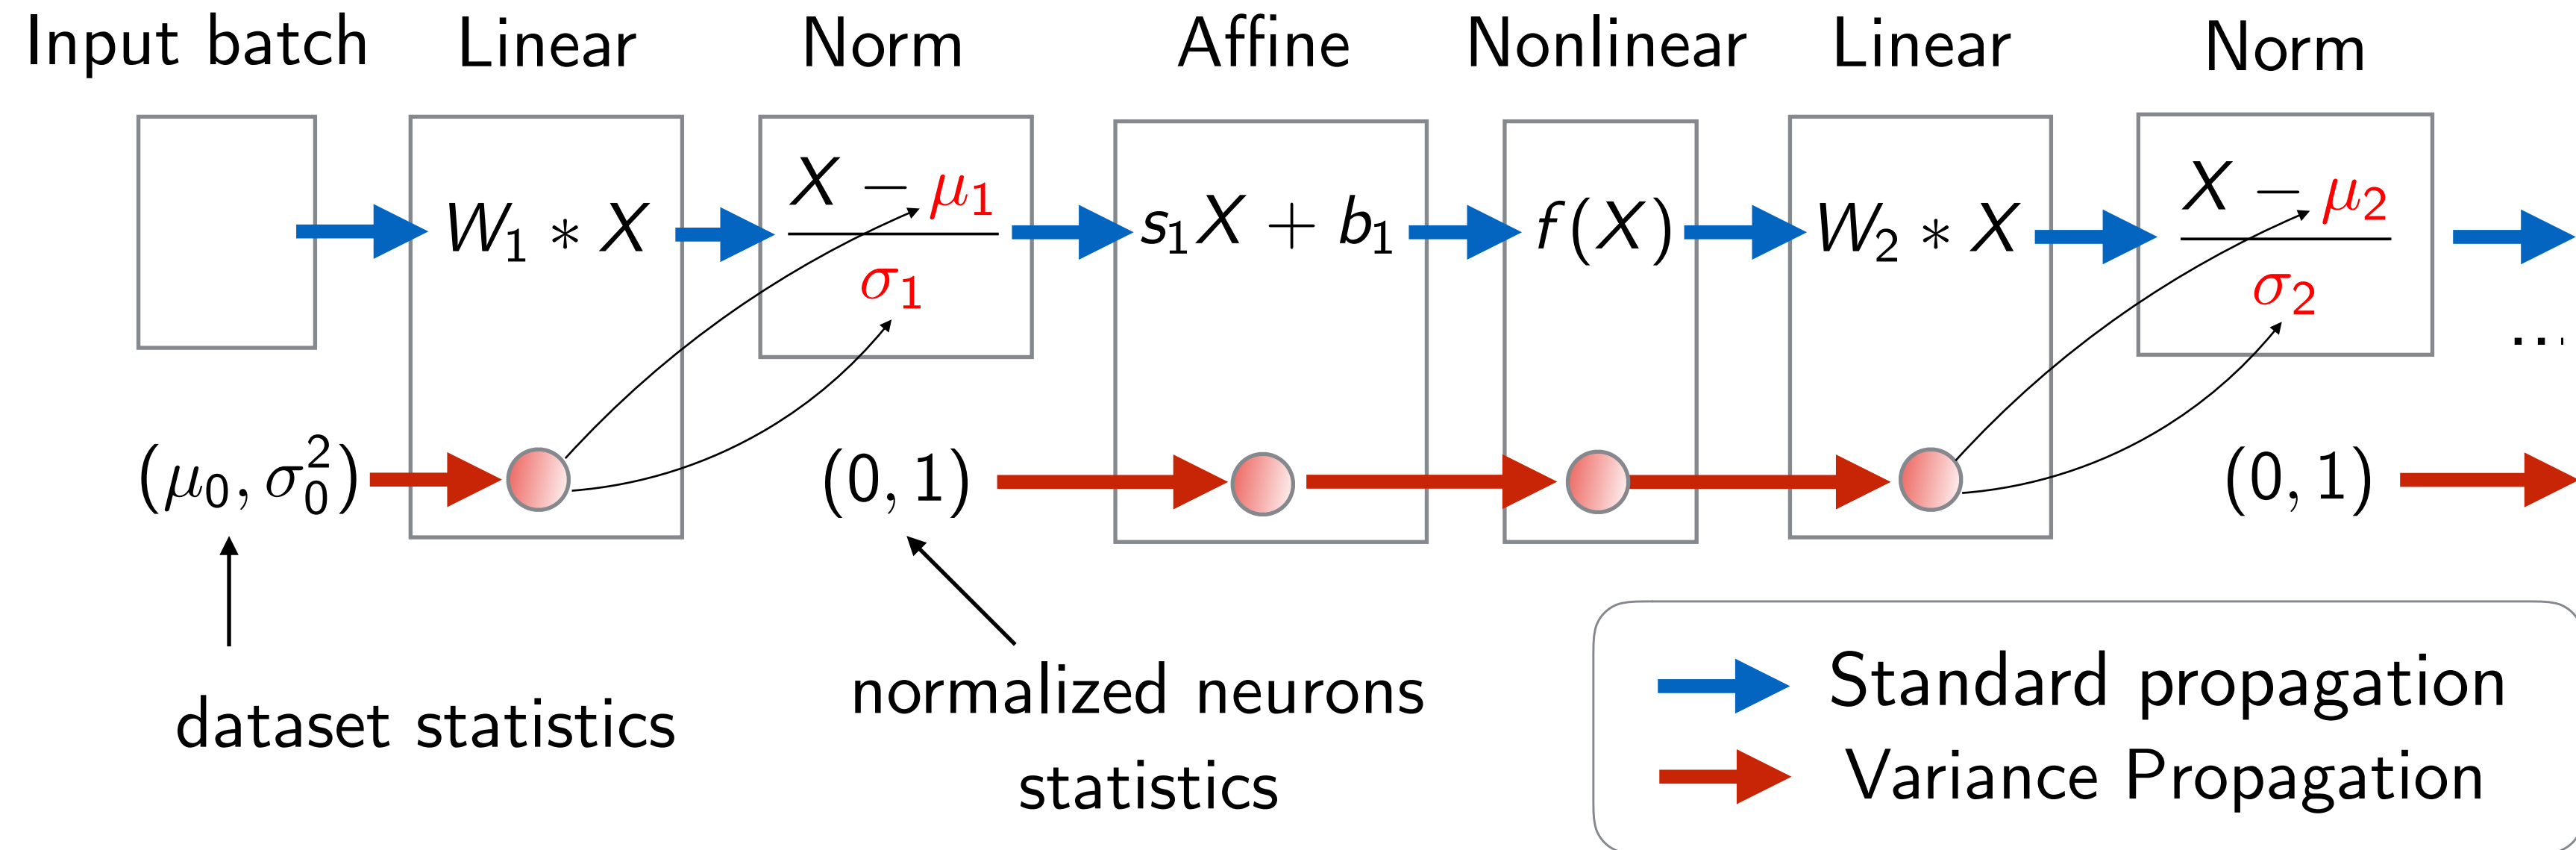 Input batch Linear Norm Affine Nonlinear Linear Norm
W₁ ∗ X
X − μ₁
σ₁
s₁X + b₁
f(X)
W₂ ∗ X
X − μ₂
σ₂
...
(μ₀, σ₀²)
(0, 1)
(0, 1)
dataset statistics
normalized neurons
statistics
Standard propagation
Variance Propagation